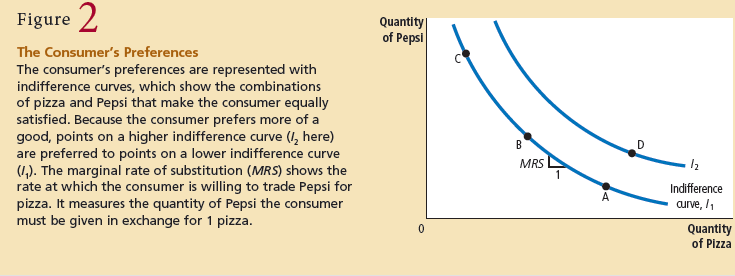 Figure 2
The Consumer's Preferences
The consumer's preferences are represented with
indifference curves, which show the combinations
of pizza and Pepsi that make the consumer equally
satisfied. Because the consumer prefers more of a
good, points on a higher indifference curve (I₂ here)
are preferred to points on a lower indifference curve
(I₁). The marginal rate of substitution (MRS) shows the
rate at which the consumer is willing to trade Pepsi for
pizza. It measures the quantity of Pepsi the consumer
must be given in exchange for 1 pizza.
Quantity
of Pepsi
C
B
D
MRS
1
I₂
A
Indifference
curve, I₁
0
Quantity
of Pizza